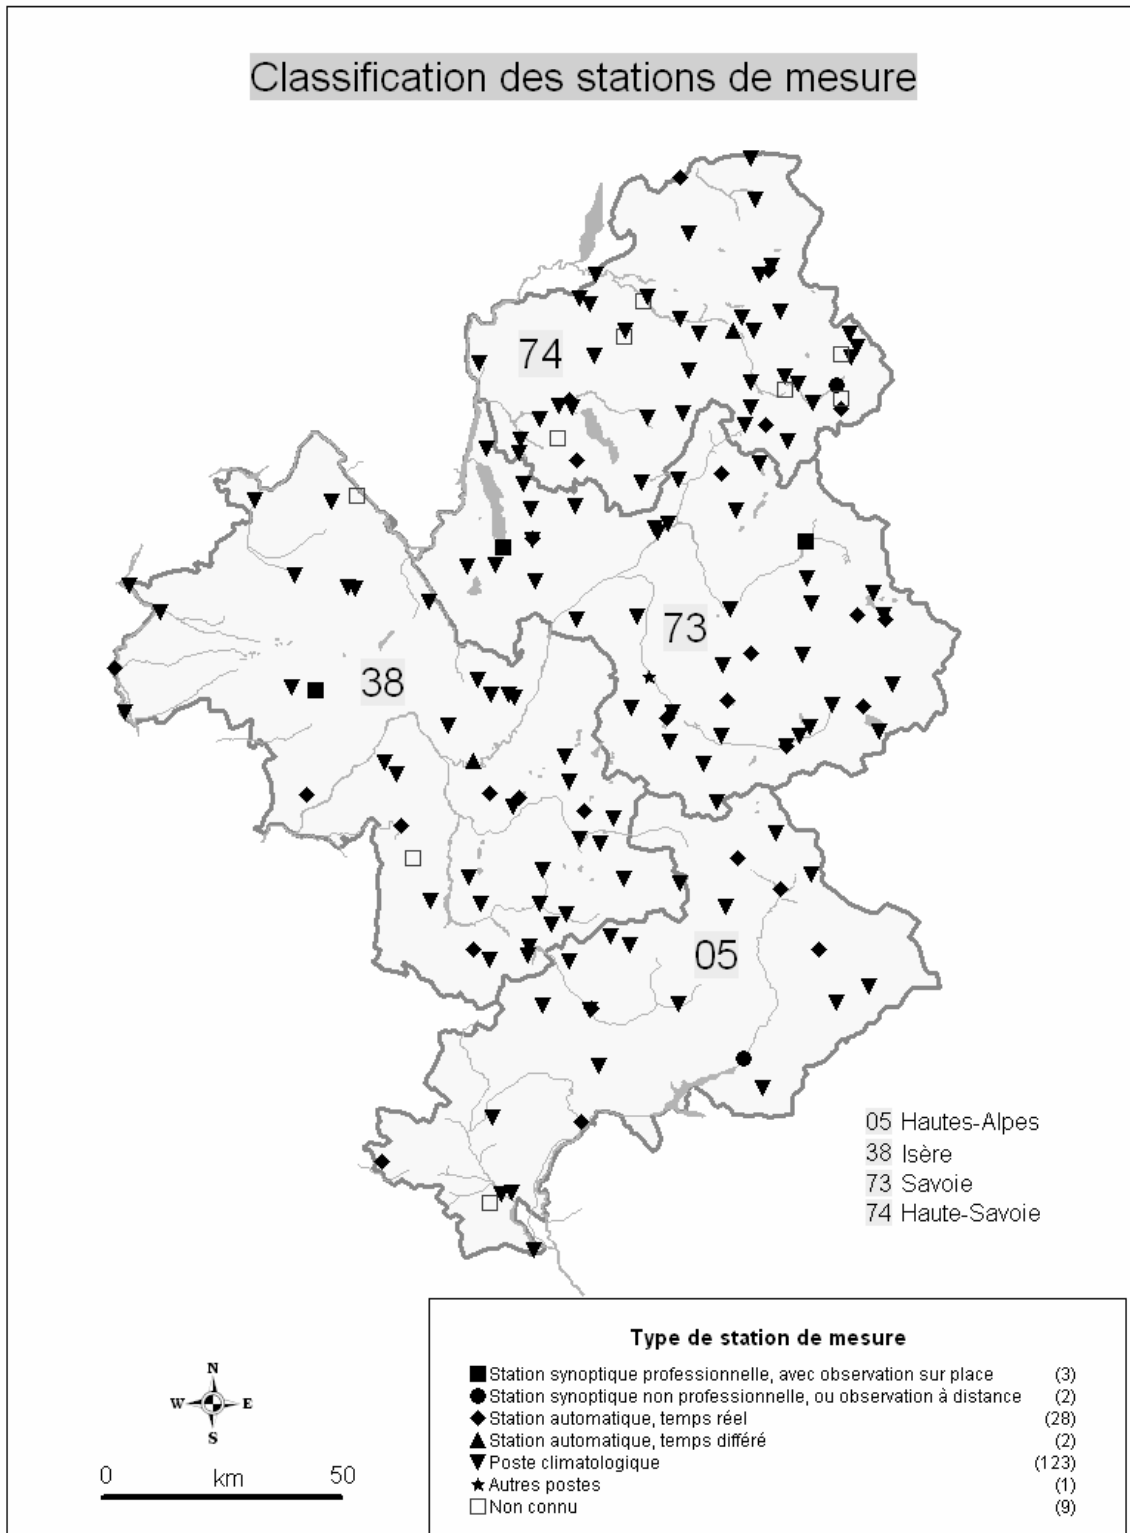 Classification des stations de mesure
74
73
38
05
05 Hautes-Alpes
38 Isère
73 Savoie
74 Haute-Savoie
N
W E
S
0 km 50
Type de station de mesure
Station synoptique professionnelle, avec observation sur place (3)
Station synoptique non professionnelle, ou observation à distance (2)
Station automatique, temps réel (28)
Station automatique, temps différé (2)
Poste climatologique (123)
Autres postes (1)
Non connu (9)